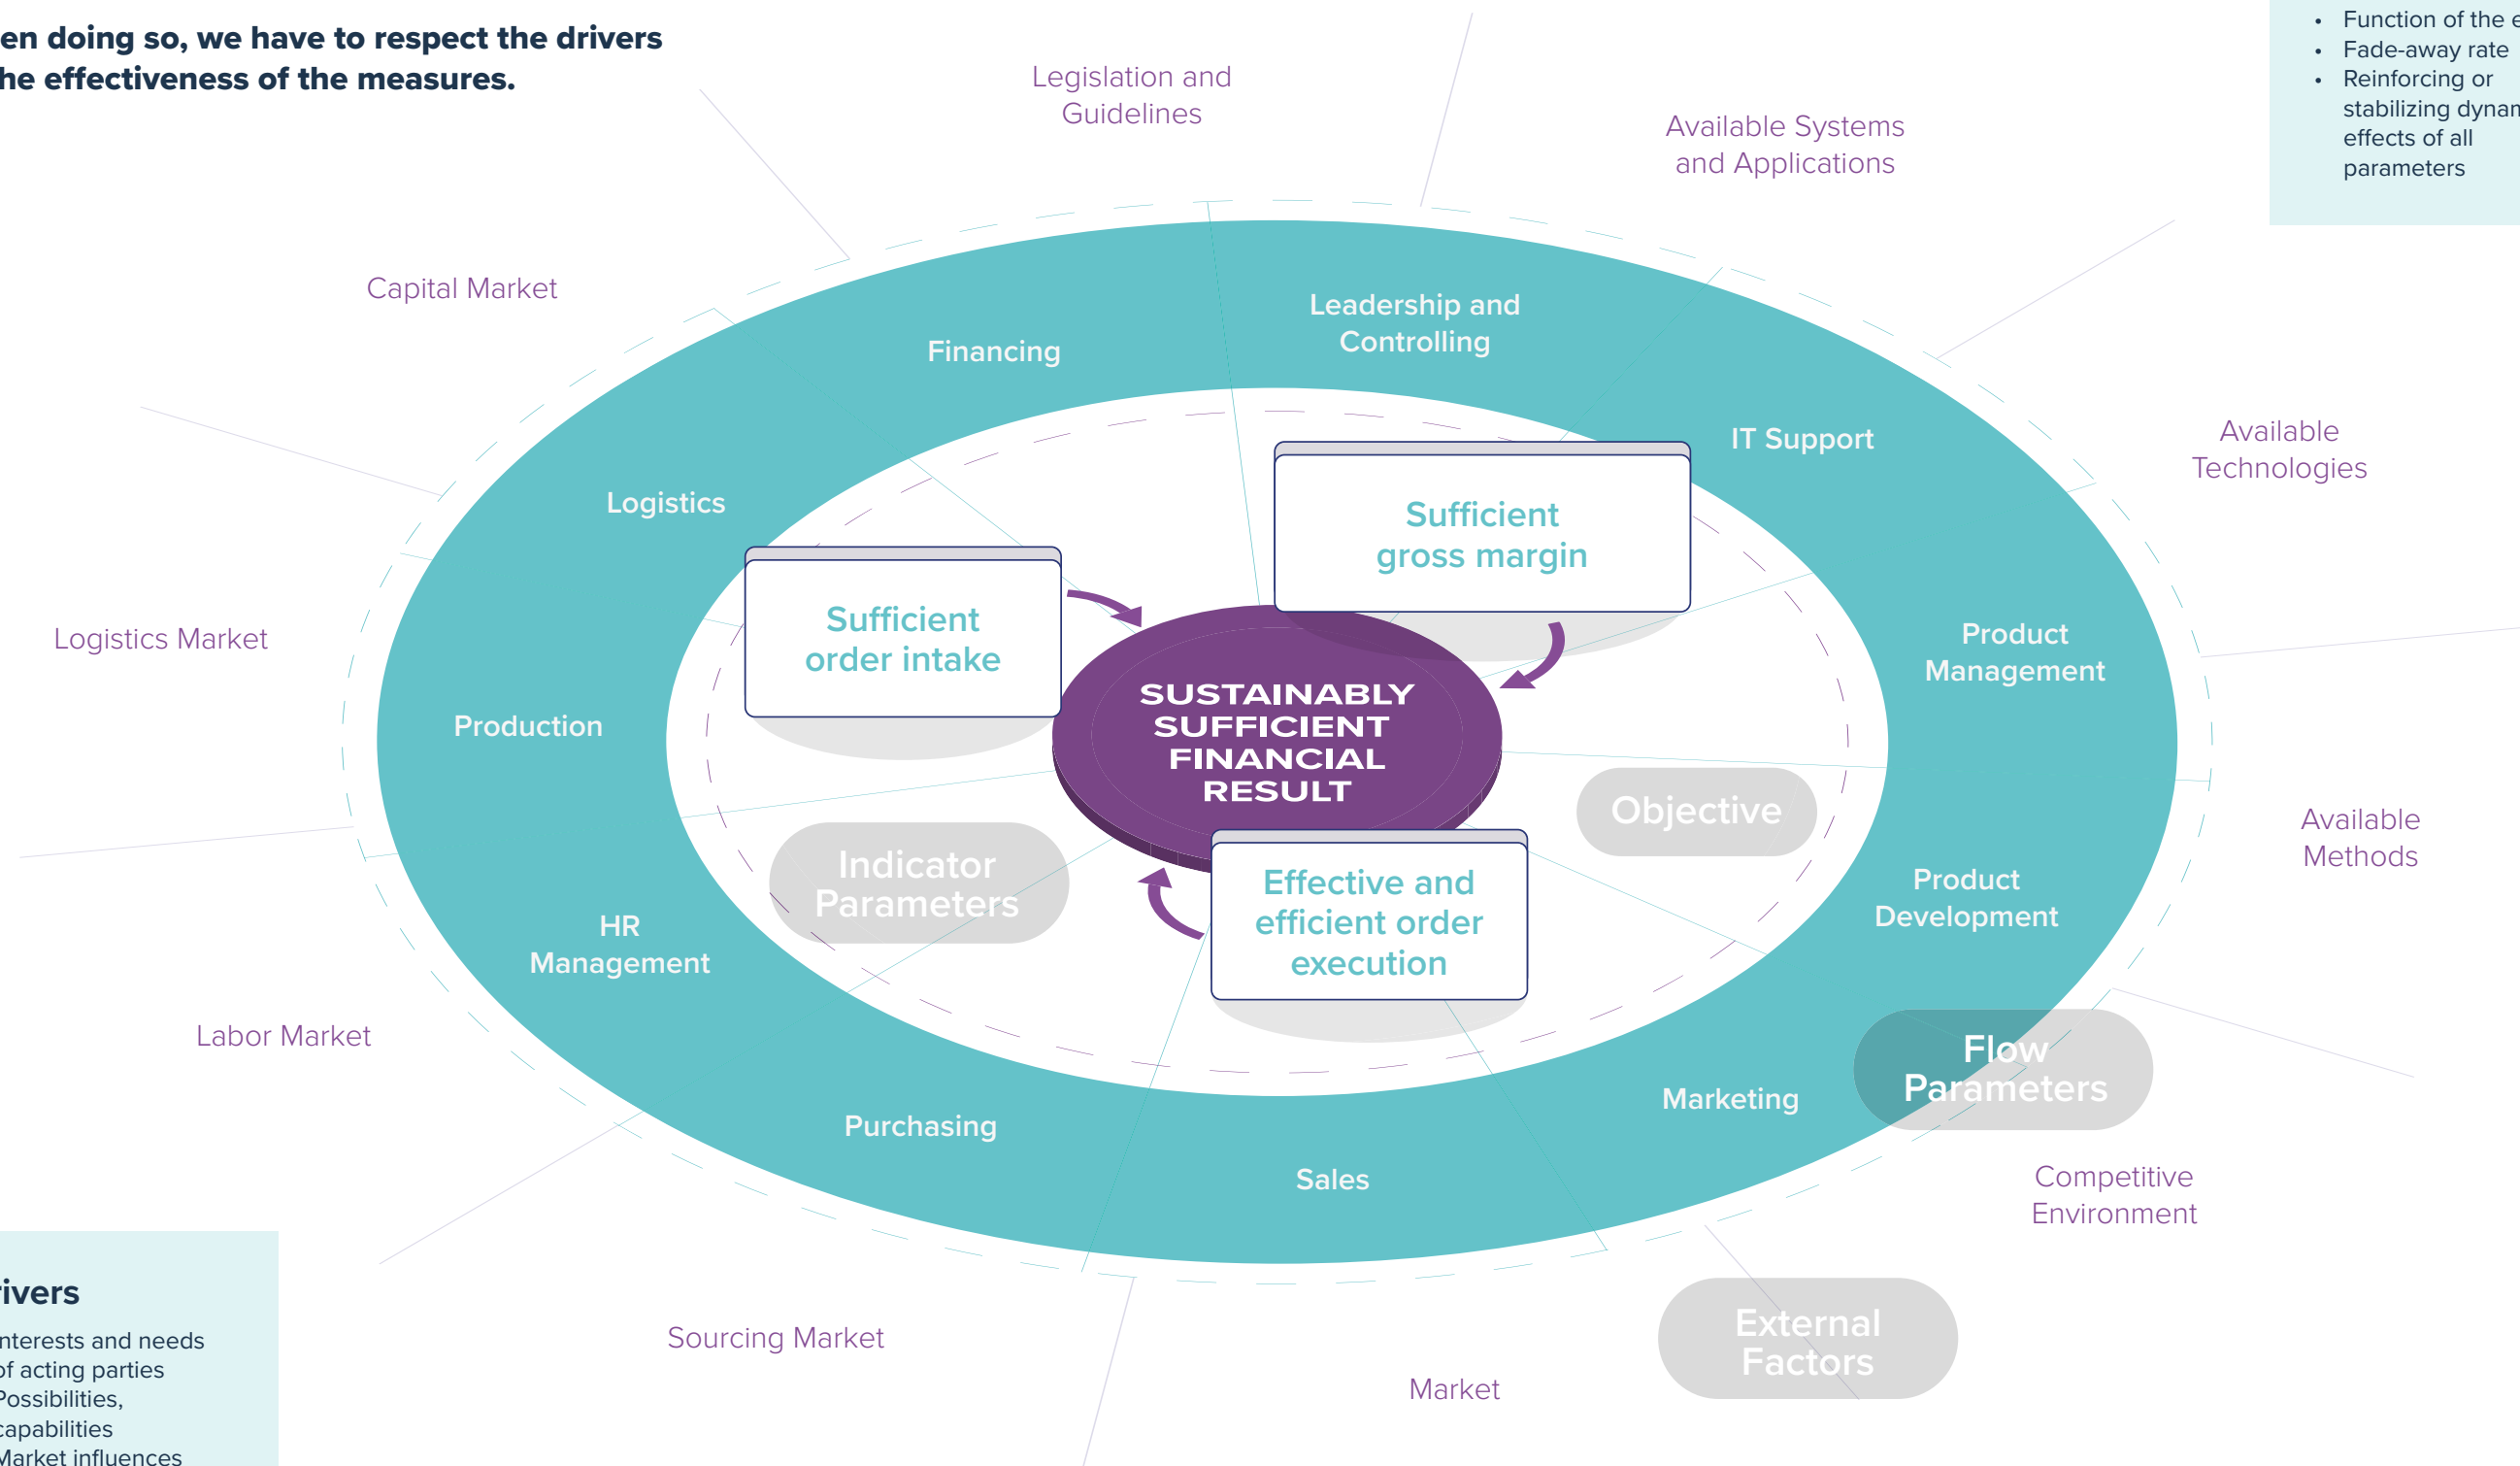 en doing so, we have to respect the drivers
he effectiveness of the measures.
Function of the
Fade-away rate
Reinforcing or
stabilizing
effects of all
parameters
Legislation and
Guidelines
Available Systems
and Applications
Capital Market
Leadership and
Controlling
Financing
IT Support
Available
Technologies
Logistics
Sufficient
gross margin
Sufficient
order intake
Logistics Market
Product
Management
Production
SUSTAINABLY
SUFFICIENT
FINANCIAL
RESULT
Objective
Available
Methods
Indicator
Parameters
Effective and
efficient order
execution
Product
Development
HR
Management
Labor Market
Flow
Parameters
Marketing
Purchasing
Sales
Competitive
Environment
rivers
nterests and needs
of acting parties
Possibilities,
capabilities
Market influences
Sourcing Market
External
Factors
Market